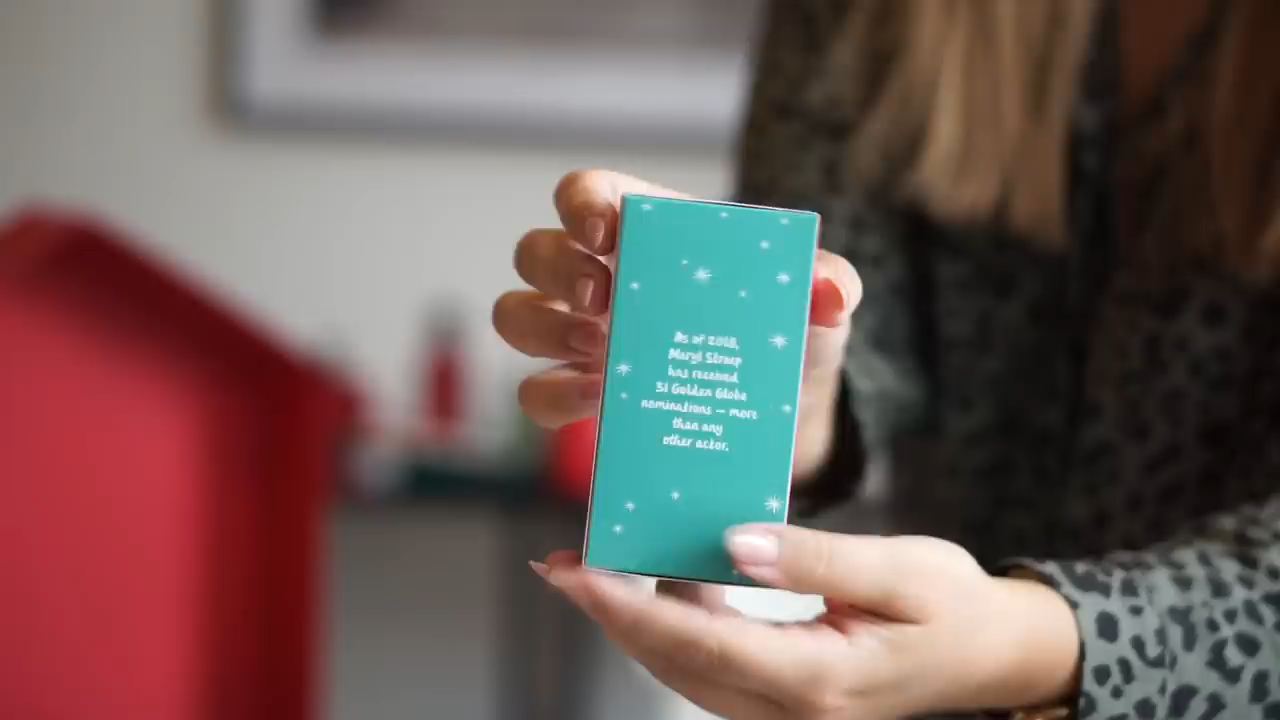 As of 2018,
Meryl Streep
has received
31 Golden Globe
nominations — more
than any
other actor.